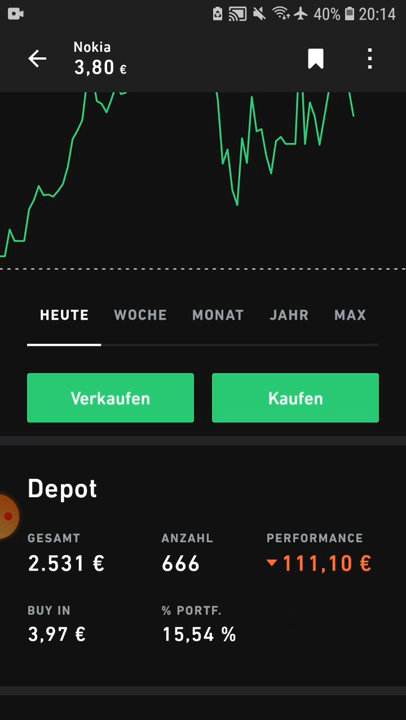 40% 20:14
Nokia
3,80 €
HEUTE WOCHE MONAT JAHR MAX
Verkaufen Kaufen
Depot
GESAMT ANZAHL PERFORMANCE
2.531 € 666 111,10 €
BUY IN % PORTF.
3,97 € 15,54 %